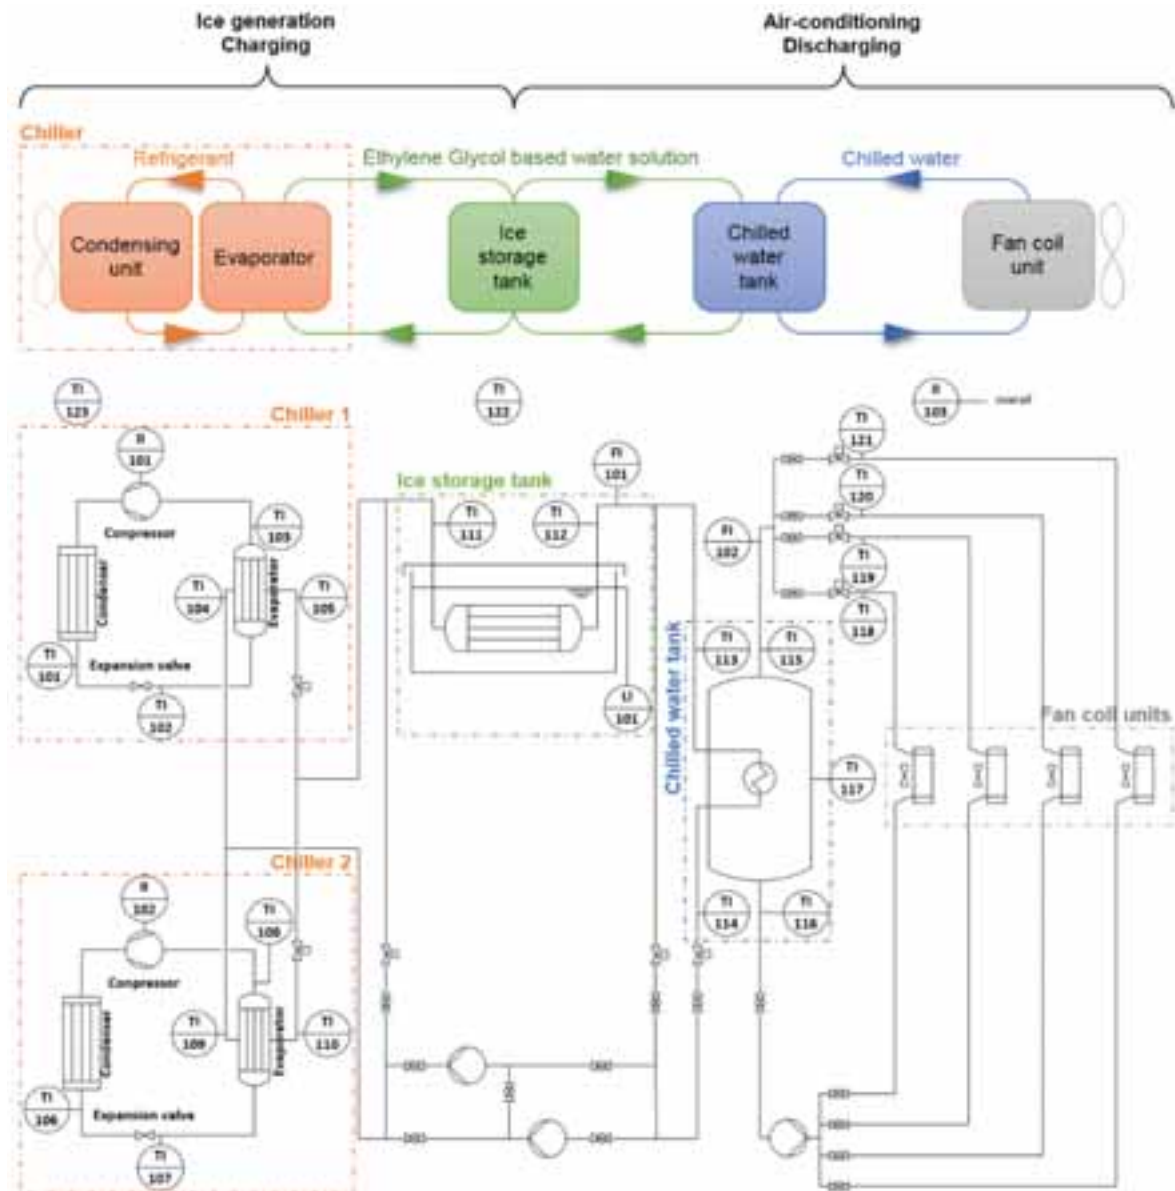 Ice generation
Charging
Air-conditioning
Discharging
Chiller
Refrigerant
Ethylene Glycol based water solution
Chilled water
Condensing
unit
Evaporator
Ice
storage
tank
Chilled
water
tank
Fan coil
unit
TI
123
TI
122
103
Chiller 1
101
Compressor
TI
103
Condenser
Evaporator
TI
104
TI
105
TI
101
Expansion valve
TI
102
Ice storage tank
TI
111
TI
112
FI
101
LI
101
FI
102
TI
121
TI
120
TI
119
TI
118
Chilled water tank
TI
113
TI
115
TI
117
TI
114
TI
116
Fan coil units
Chiller 2
102
Compressor
TI
108
Condenser
Evaporator
TI
109
TI
110
TI
106
Expansion valve
TI
107